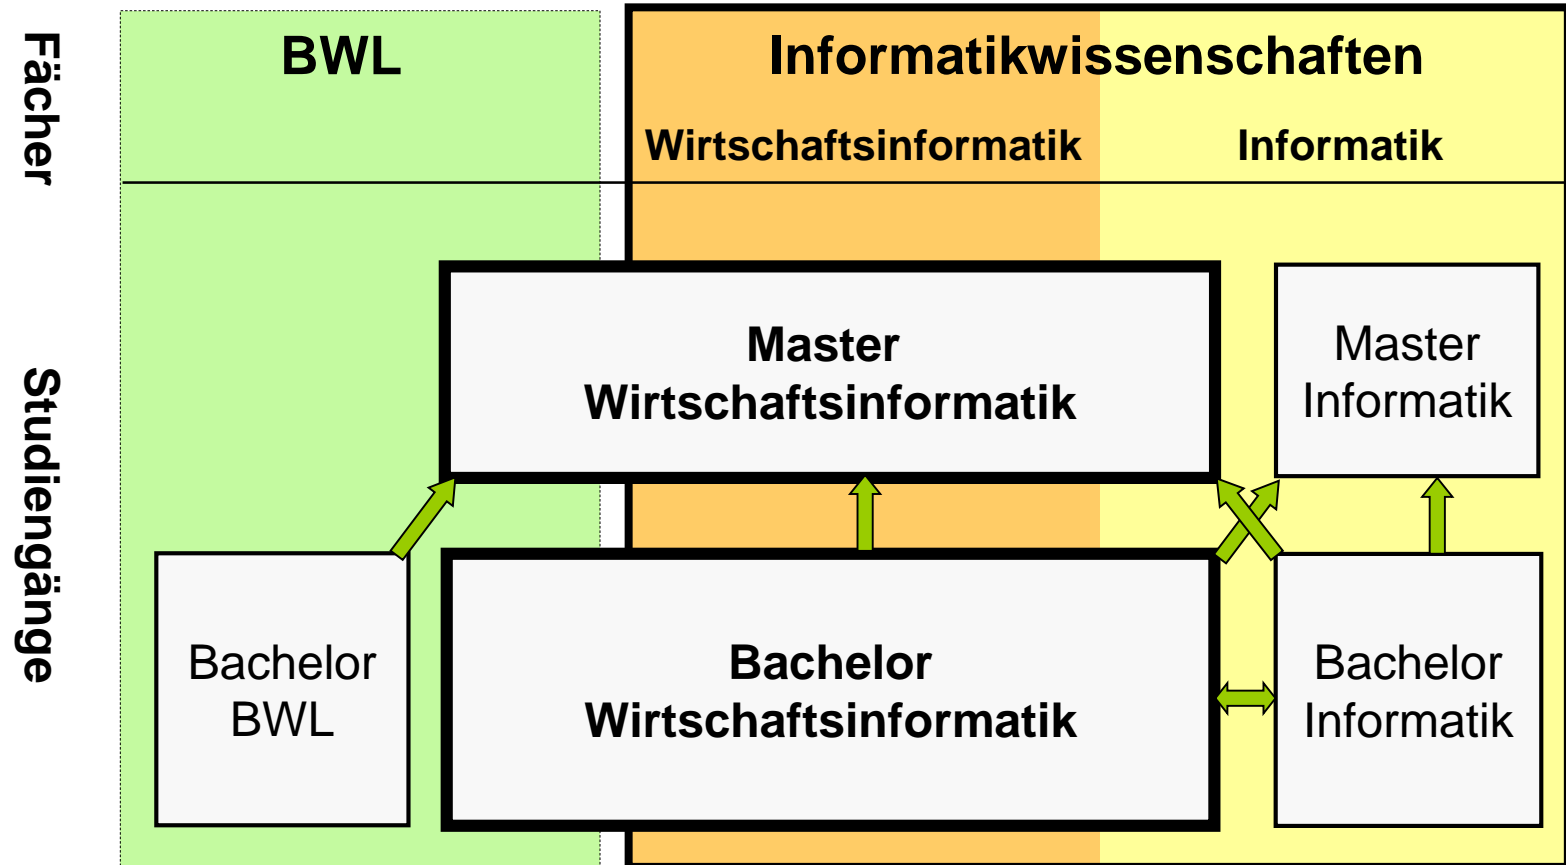 Fächer
BWL
Informatikwissenschaften
Wirtschaftsinformatik
Informatik
Studiengänge
Master
Wirtschaftsinformatik
Master
Informatik
Bachelor
BWL
Bachelor
Wirtschaftsinformatik
Bachelor
Informatik